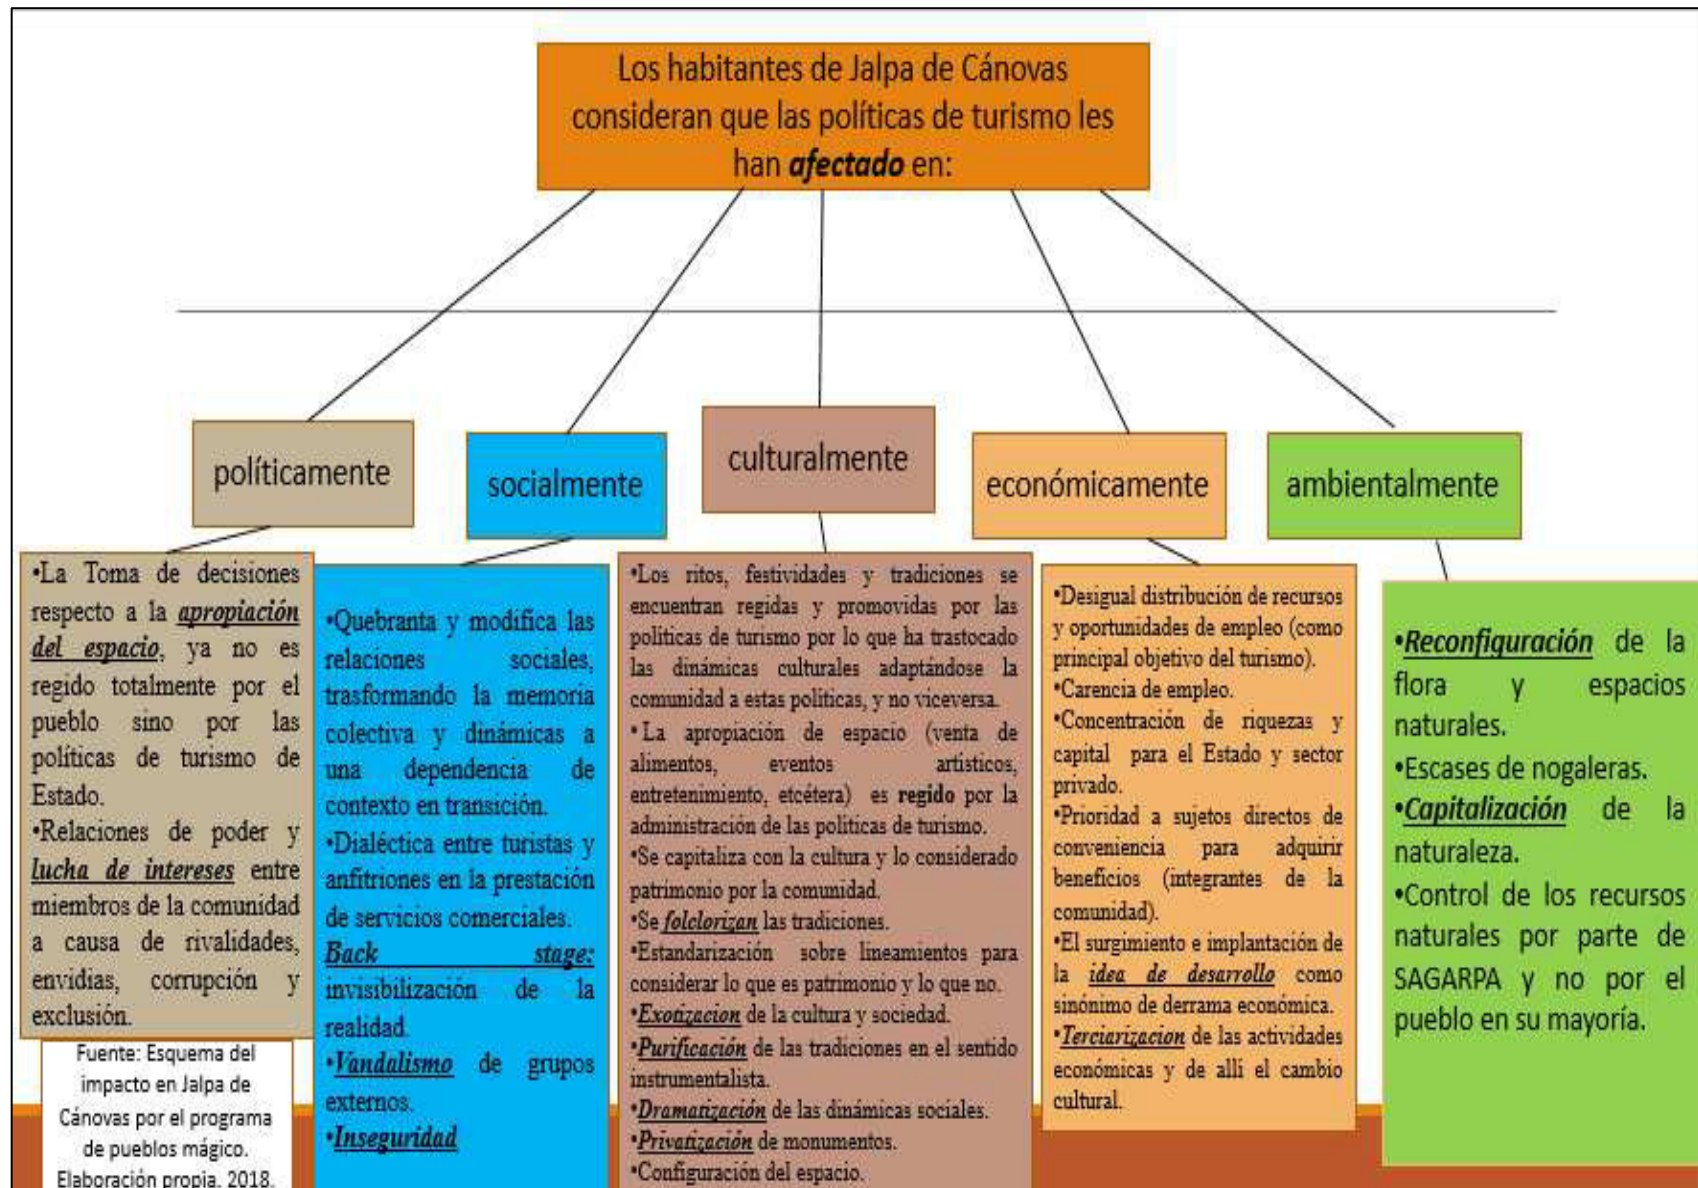 Los habitantes de Jalpa de Cánovas
consideran que las políticas de turismo les
han afectado en:
políticamente
socialmente
culturalmente
económicamente
ambientalmente
•La Toma de decisiones
respecto a la apropiación
del espacio, ya no es
regido totalmente por el
pueblo sino por las
políticas de turismo de
Estado.
•Relaciones de poder y
lucha de intereses entre
miembros de la comunidad
a causa de rivalidades,
envidias, corrupción y
exclusión.
•Quebranta y modifica las
relaciones sociales,
trasformando la memoria
colectiva y dinámicas a
una dependencia de
contexto en transición.
•Dialéctica entre turistas y
anfitriones en la prestación
de servicios comerciales.
Back stage:
invisibilización de la
realidad.
•Vandalismo de grupos
externos.
•Inseguridad
•Los ritos, festividades y tradiciones se
encuentran regidas y promovidas por las
políticas de turismo por lo que ha trastocado
las dinámicas culturales adaptándose la
comunidad a estas políticas, y no viceversa.
•La apropiación de espacio (venta de
alimentos, eventos artísticos,
entretenimiento, etcétera) es regido por la
administración de las políticas de turismo.
•Se capitaliza con la cultura y lo considerado
patrimonio por la comunidad.
•Se folclorizan las tradiciones.
•Estandarización sobre lineamientos para
considerar lo que es patrimonio y lo que no.
•Exotizacion de la cultura y sociedad.
•Purificación de las tradiciones en el sentido
instrumentalista.
•Dramatización de las dinámicas sociales.
•Privatización de monumentos.
•Configuración del espacio.
•Desigual distribución de recursos
y oportunidades de empleo (como
principal objetivo del turismo).
•Carencia de empleo.
•Concentración de riquezas y
capital para el Estado y sector
privado.
•Prioridad a sujetos directos de
conveniencia para adquirir
beneficios (integrantes de la
comunidad).
•El surgimiento e implantación de
la idea de desarrollo como
sinónimo de derrama económica.
•Terciarizacion de las actividades
económicas y de allí el cambio
cultural.
•Reconfiguración de la
flora y espacios
naturales.
•Escases de nogaleras.
•Capitalización de la
naturaleza.
•Control de los recursos
naturales por parte de
SAGARPA y no por el
pueblo en su mayoría.
Fuente: Esquema del
impacto en Jalpa de
Cánovas por el programa
de pueblos mágico.
Elaboración propia, 2018.